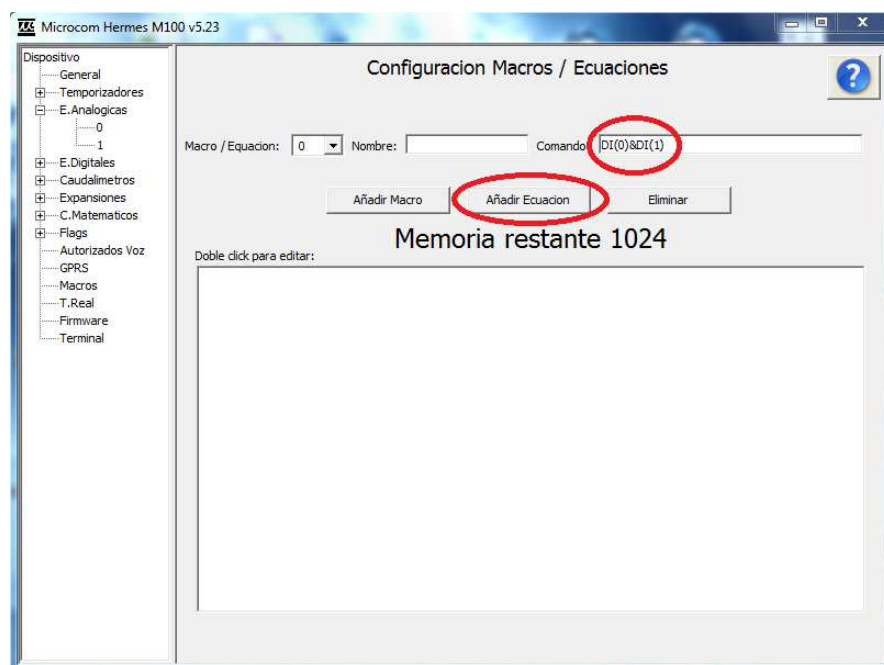 Microcom Hermes M100 v5.23
Dispositivo
General
Temporizadores
E.Analogicas
0
1
E.Digitales
Caudalimetros
Expansiones
C.Matematicos
Flags
Autorizados Voz
GPRS
Macros
T.Real
Firmware
Terminal
Configuracion Macros / Ecuaciones
?
Macro / Equacion: 0 Nombre: Comando DI(0)&DI(1)
Añadir Macro Añadir Ecuacion Eliminar
Memoria restante 1024
Doble click para editar: